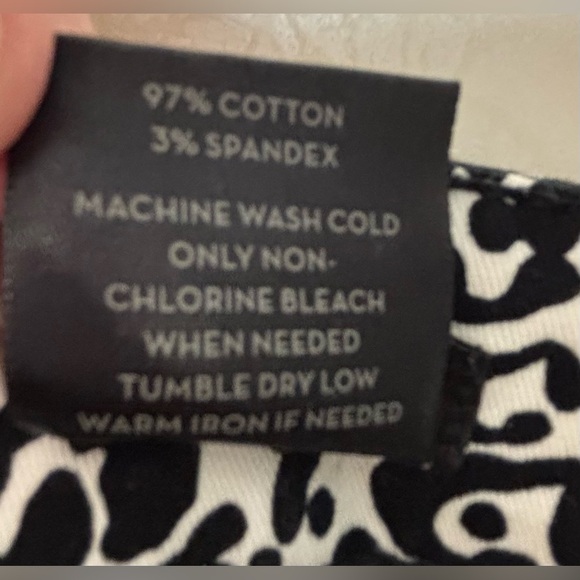 97% COTTON
3% SPANDEX
MACHINE WASH COLD
ONLY NON-
CHLORINE BLEACH
WHEN NEEDED
TUMBLE DRY LOW
WARM IRON IF NEEDED